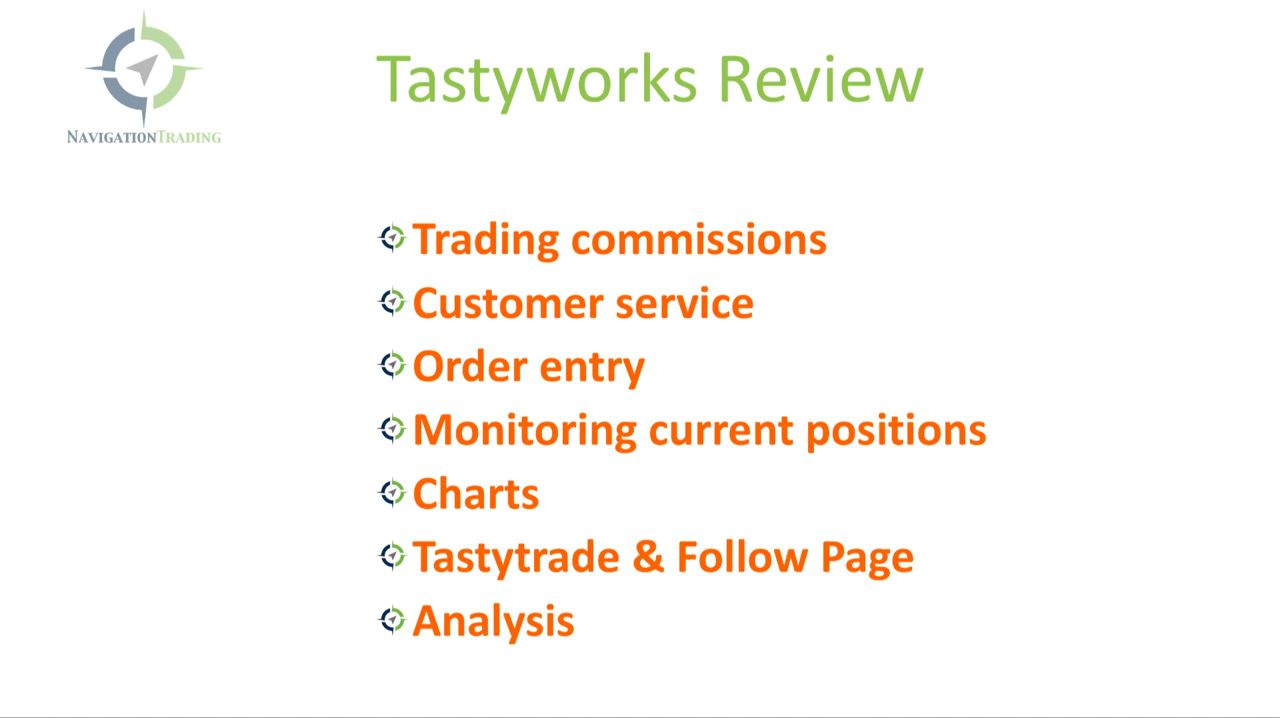 NAVIGATIONTRADING
Tastyworks Review
Trading commissions
Customer service
Order entry
Monitoring current positions
Charts
Tastytrade & Follow Page
Analysis